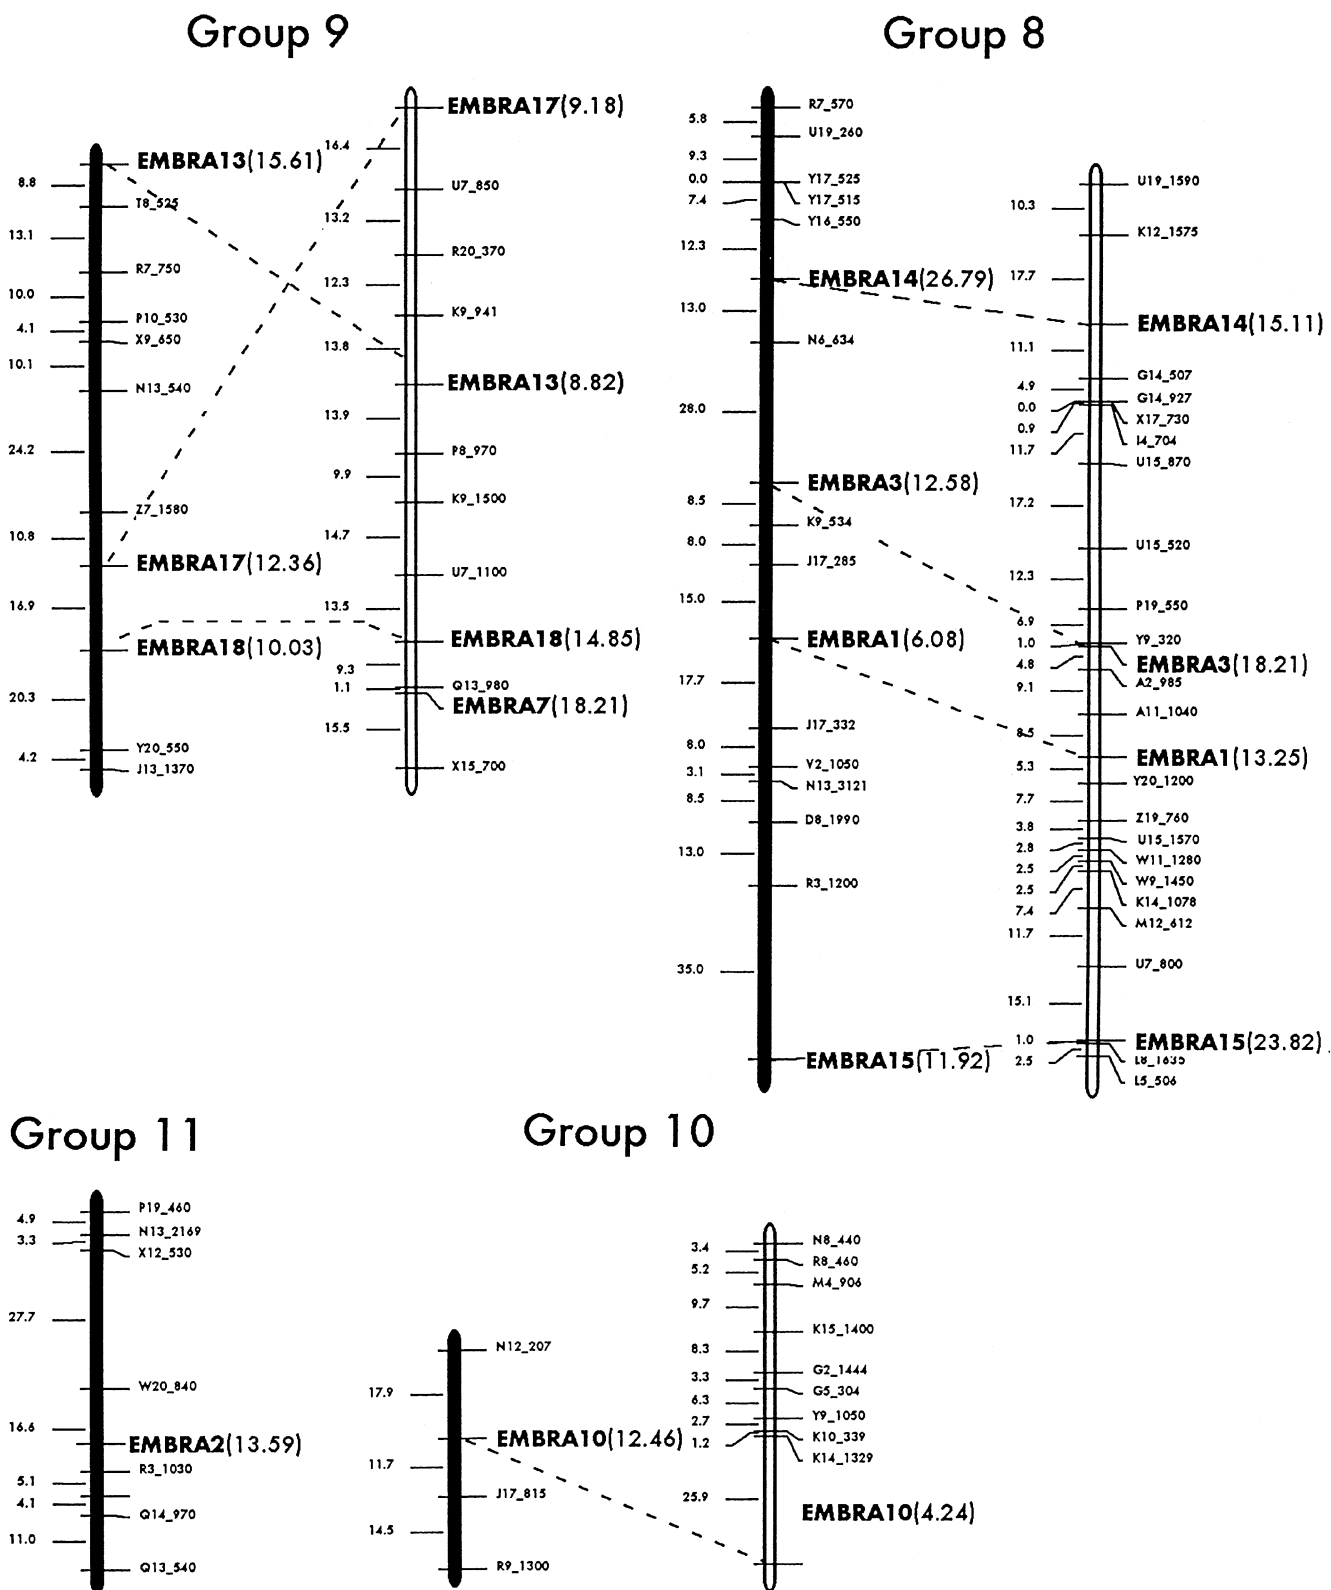 Group 9
8.8
13.1
10.0
4.1
10.1
24.2
10.8
16.9
20.3
4.2
EMBRA13(15.61)
T8_525
R7_750
P10_530
X9_650
N13_540
Z7_1580
EMBRA17(12.36)
EMBRA18(10.03)
Y20_550
J13_1370
16.4
13.2
12.3
13.8
13.9
9.9
14.7
13.5
9.3
1.1
15.5
EMBRA17(9.18)
U7_850
R20_370
K9_941
EMBRA13(8.82)
P8_970
K9_1500
U7_1100
EMBRA18(14.85)
Q13_980
EMBRA7(18.21)
X15_700
Group 8
5.8
9.3
0.0
7.4
12.3
13.0
28.0
8.5
8.0
15.0
17.7
8.0
3.1
8.5
13.0
35.0
R7_570
U19_260
Y17_525
Y17_515
Y16_550
EMBRA14(26.79)
N6_634
EMBRA3(12.58)
K9_534
J17_285
EMBRA1(6.08)
J17_332
V2_1050
N13_3121
D8_1990
R3_1200
EMBRA15(11.92)
10.3
17.7
11.1
4.9
0.0
0.9
11.7
17.2
12.3
6.9
1.0
4.8
9.1
8.5
5.3
7.7
3.8
2.8
2.5
2.5
7.4
11.7
15.1
1.0
2.5
U19_1590
K12_1575
EMBRA14(15.11)
G14_507
G14_927
X17_730
I4_704
U15_870
U15_520
P19_550
Y9_320
EMBRA3(18.21)
A2_985
A11_1040
EMBRA1(13.25)
Y20_1200
Z19_760
U15_1570
W11_1280
W9_1450
K14_1078
M12_612
U7_800
EMBRA15(23.82)
L8_1635
L5_506
Group 11
4.9
3.3
27.7
16.6
5.1
4.1
11.0
P19_460
N13_2169
X12_530
W20_840
EMBRA2(13.59)
R3_1030
Q14_970
Q13_540
Group 10
17.9
11.7
14.5
N12_207
EMBRA10(12.46)
J17_815
R9_1300
3.4
5.2
9.7
8.3
3.3
6.3
2.7
1.2
25.9
N8_440
R8_460
M4_906
K15_1400
G2_1444
G5_304
Y9_1050
K10_339
K14_1329
EMBRA10(4.24)